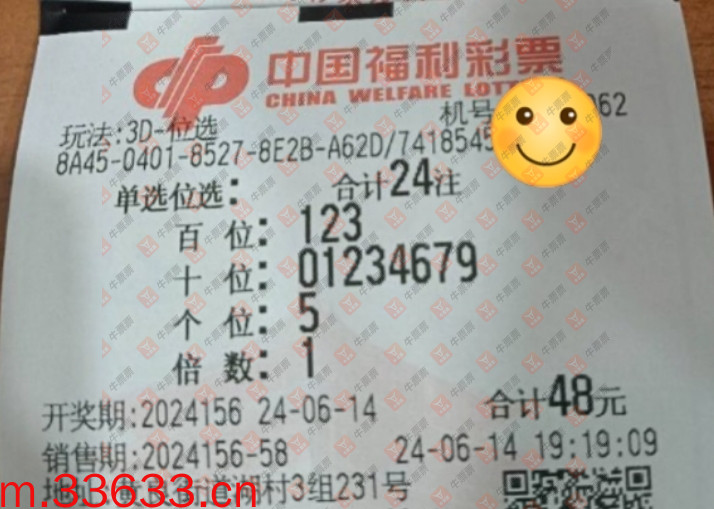 中国福利彩票
CHINA WELFARE LOTTE
机号 062
玩法:3D-位选
8A45-0401-8527-8E2B-A62D/7418545
单选位选: 合计24注
百位: 123
十位: 01234679
个位: 5
倍数: 1
开奖期:2024156 24-06-14 合计48元
销售期:2024156-58 24-06-14 19:19:09
湖村3组231号
m.33633.cn